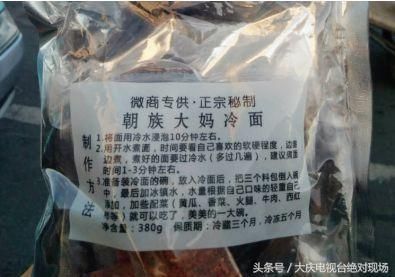 微商专供·正宗秘制
朝族大妈冷面
制作方法
1.将面用冷水浸泡10分钟左右。
2.用开水煮面,时间要看自己喜欢的软硬程度,边看
边煮,煮好的面要过冷水(多过几遍),建议煮面
时间1-3分钟左右。
3.准备装冷面的碗,放入冷面后,把三个料包倒入碗中
,最后加冰镇水,水量根据自己口味的轻重自己
添加,加些配菜(黄瓜、香菜、火腿、牛肉、西红
等)就可以吃了,美美的一大碗。
净含量:380g 保质期:冷藏三个月,冷冻五个月
头条号/大庆电视台绝对现场